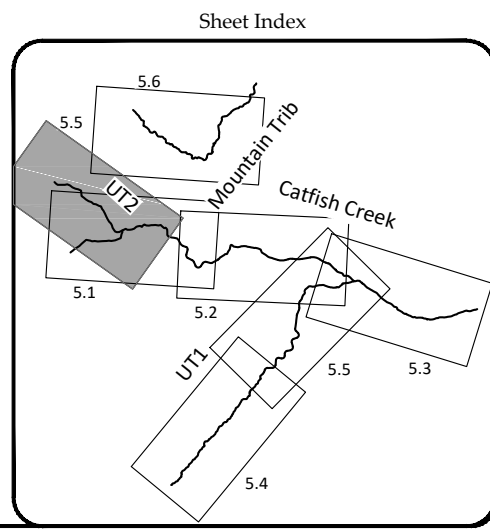 Sheet Index
5.6
5.5
Mountain Trib
UT2
Catfish Creek
5.1
5.2
UT1
5.5
5.3
5.4